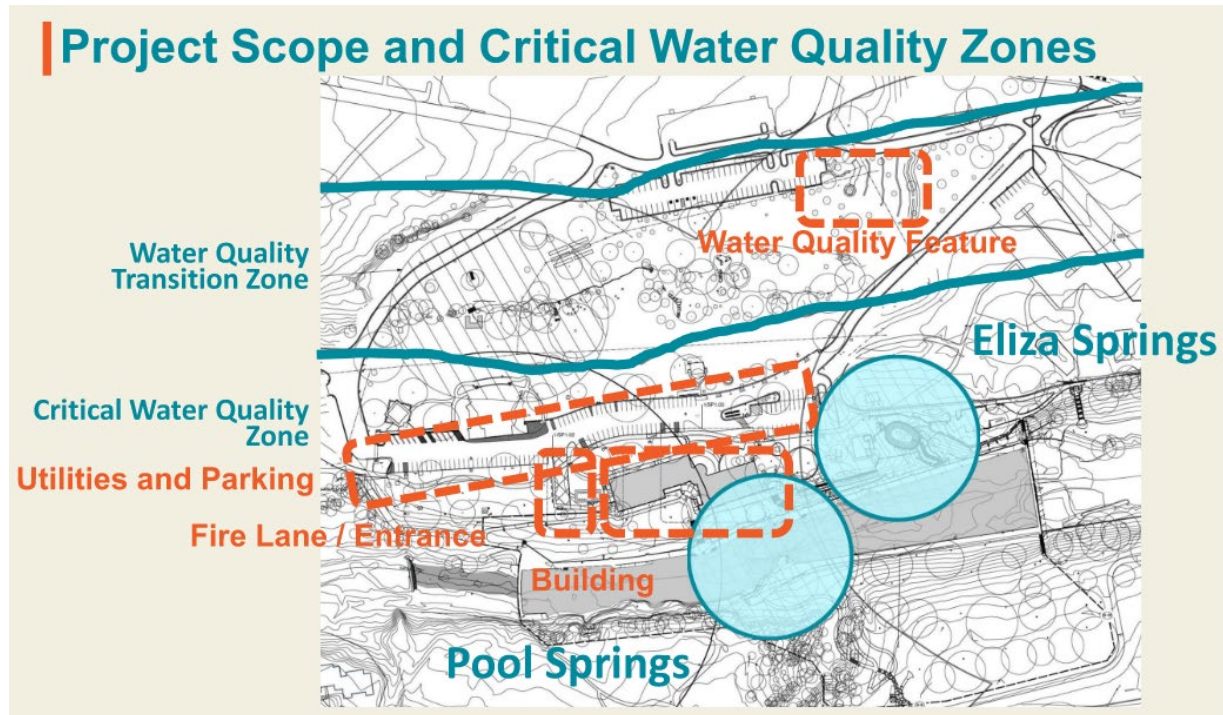 Project Scope and Critical Water Quality Zones
Water Quality
Transition Zone
Water Quality Feature
Eliza Springs
Critical Water Quality
Zone
Utilities and Parking
Fire Lane / Entrance
Building
Pool Springs